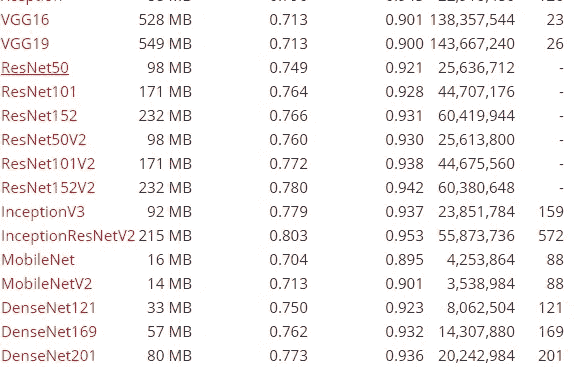 VGG16 528 MB 0.713 0.901 138,357,544 23
VGG19 549 MB 0.713 0.900 143,667,240 26
ResNet50 98 MB 0.749 0.921 25,636,712 -
ResNet101 171 MB 0.764 0.928 44,707,176 -
ResNet152 232 MB 0.766 0.931 60,419,944 -
ResNet50V2 98 MB 0.760 0.930 25,613,800 -
ResNet101V2 171 MB 0.772 0.938 44,675,560 -
ResNet152V2 232 MB 0.780 0.942 60,380,648 -
InceptionV3 92 MB 0.779 0.937 23,851,784 159
InceptionResNetV2 215 MB 0.803 0.953 55,873,736 572
MobileNet 16 MB 0.704 0.895 4,253,864 88
MobileNetV2 14 MB 0.713 0.901 3,538,984 88
DenseNet121 33 MB 0.750 0.923 8,062,504 121
DenseNet169 57 MB 0.762 0.932 14,307,880 169
DenseNet201 80 MB 0.773 0.936 20,242,984 201